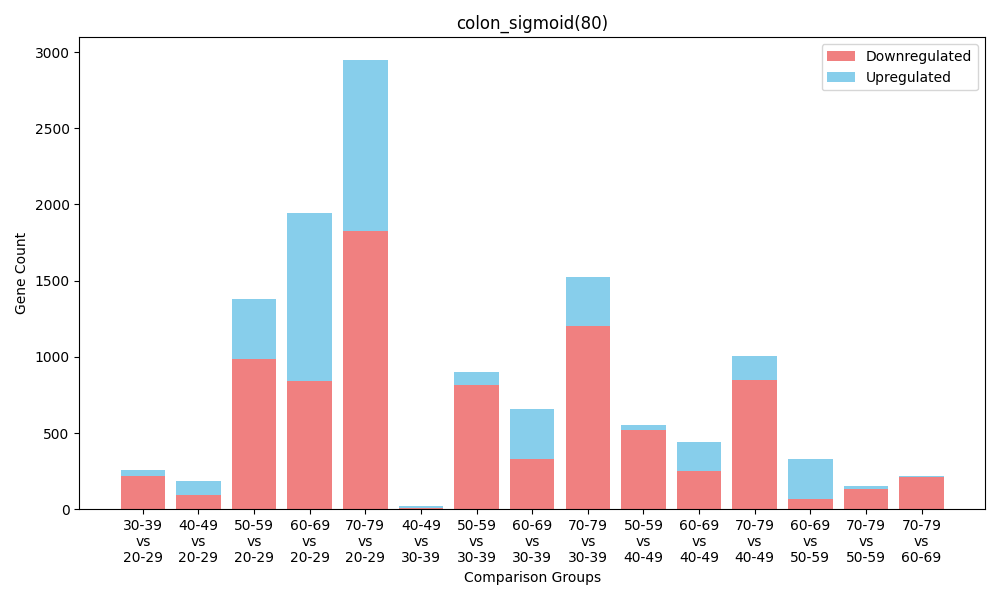 colon_sigmoid(80)
Downregulated
Upregulated
Gene Count
3000
2500
2000
1500
1000
500
0
30-39 40-49 50-59 60-69 70-79 40-49 50-59 60-69 70-79 50-59 60-69 70-79 60-69 70-79 70-79
vs vs vs vs vs vs vs vs vs vs vs vs vs vs vs
20-29 20-29 20-29 20-29 20-29 30-39 30-39 30-39 30-39 40-49 40-49 40-49 50-59 50-59 60-69
Comparison Groups